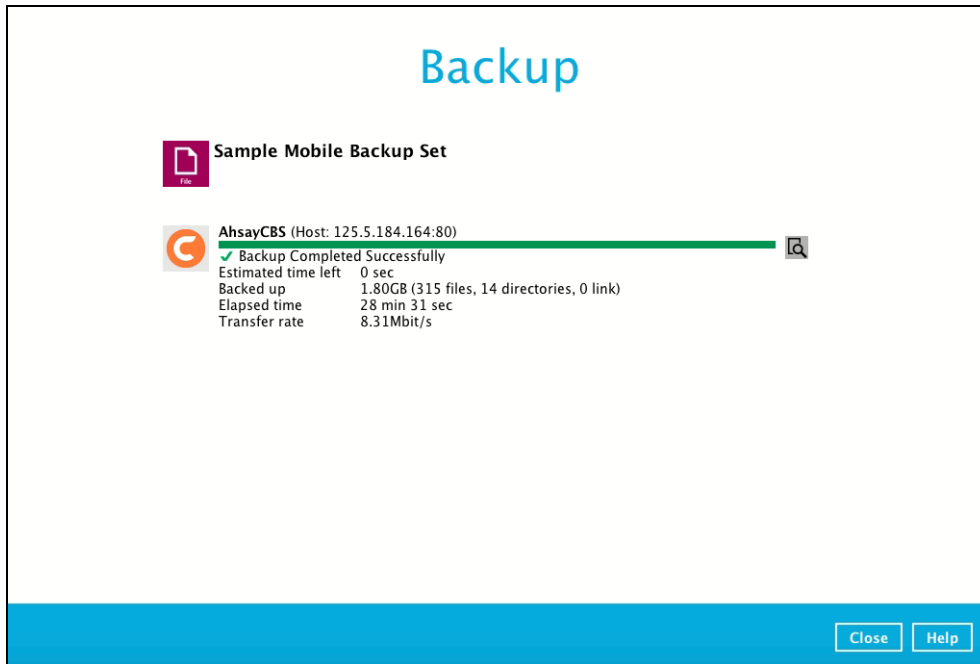 Backup
Sample Mobile Backup Set
File
AhsayCBS (Host: 125.5.184.164:80)
Backup Completed Successfully
Estimated time left 0 sec
Backed up 1.80GB (315 files, 14 directories, 0 link)
Elapsed time 28 min 31 sec
Transfer rate 8.31Mbit/s
Close Help